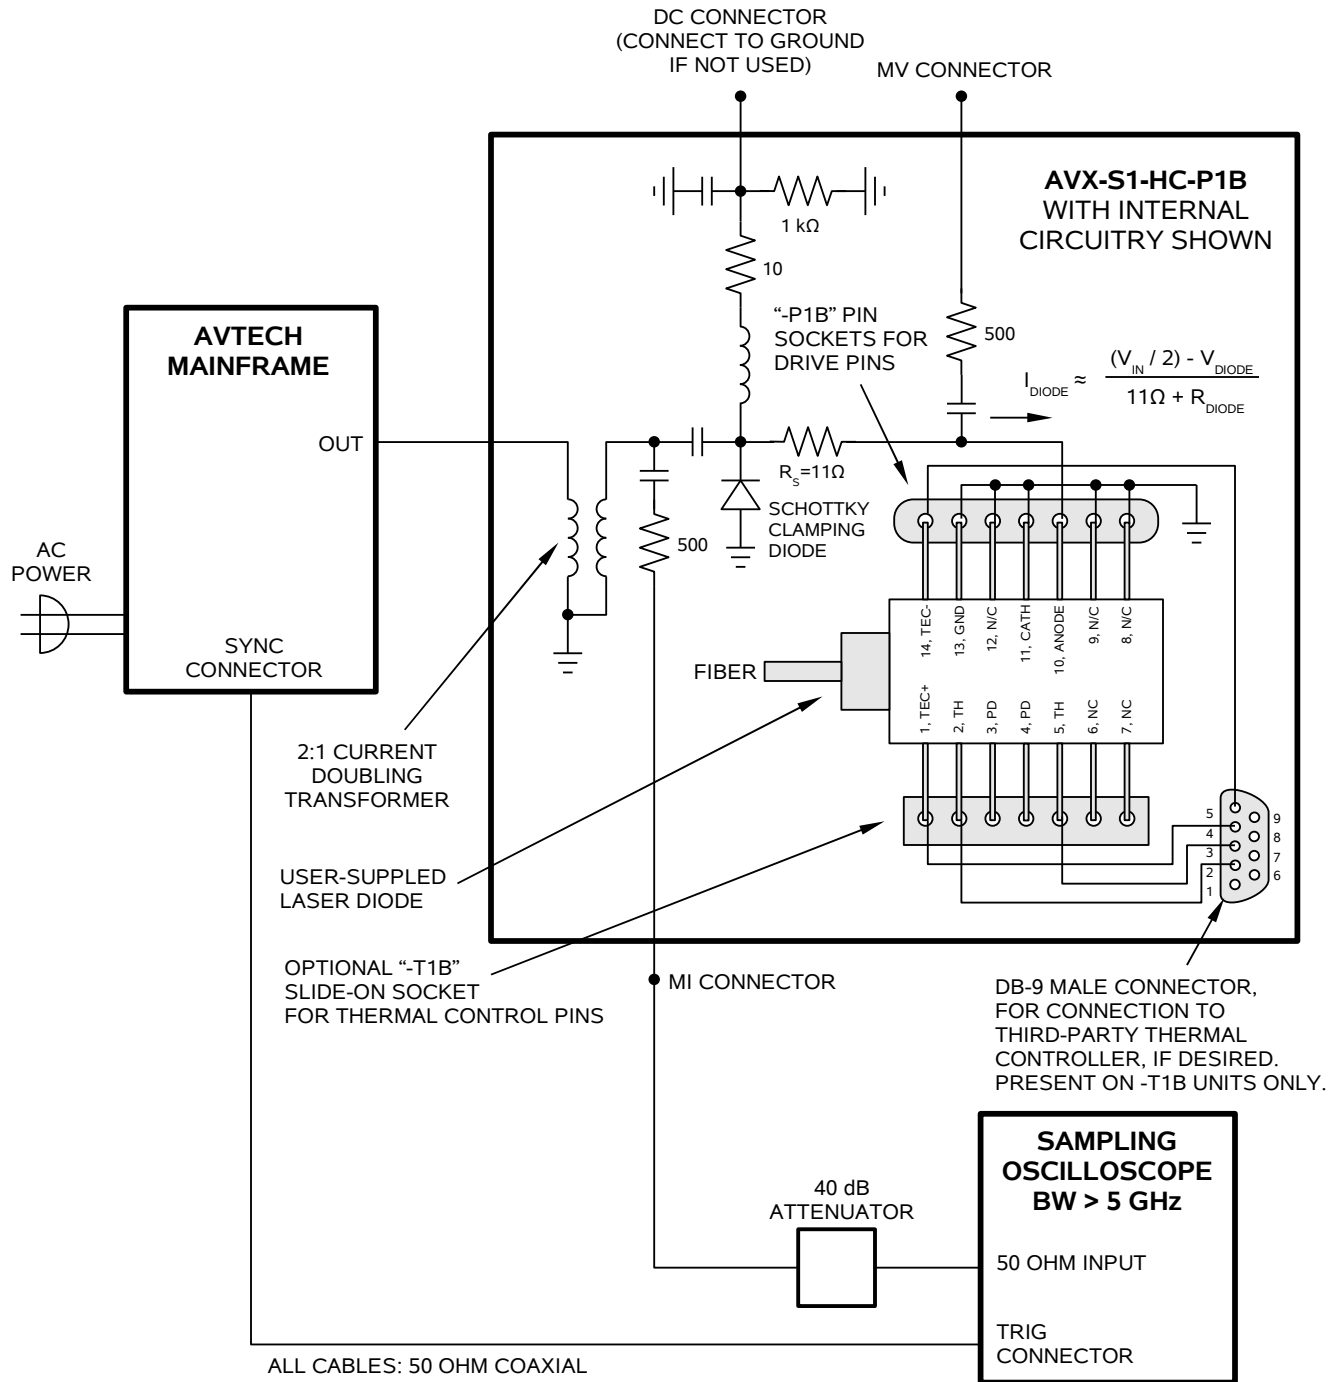 DC CONNECTOR
(CONNECT TO GROUND
IF NOT USED)
MV CONNECTOR
AVX-S1-HC-P1B
WITH INTERNAL
CIRCUITRY SHOWN
1 kΩ
10
“-P1B” PIN
SOCKETS FOR
DRIVE PINS
500
I_DIODE ≈ (V_IN / 2) - V_DIODE
11Ω + R_DIODE
AVTECH
MAINFRAME
OUT
R_S=11Ω
SCHOTTKY
CLAMPING
DIODE
500
AC
POWER
SYNC
CONNECTOR
14, TEC-
13, GND
12, N/C
11, CATH
10, ANODE
9, N/C
8, N/C
FIBER
1, TEC+
2, TH
3, PD
4, PD
5, TH
6, NC
7, NC
2:1 CURRENT
DOUBLING
TRANSFORMER
5
4
3
2
1
9
8
7
6
USER-SUPPLED
LASER DIODE
OPTIONAL “-T1B”
SLIDE-ON SOCKET
FOR THERMAL CONTROL PINS
MI CONNECTOR
DB-9 MALE CONNECTOR,
FOR CONNECTION TO
THIRD-PARTY THERMAL
CONTROLLER, IF DESIRED.
PRESENT ON -T1B UNITS ONLY.
SAMPLING
OSCILLOSCOPE
BW > 5 GHz
40 dB
ATTENUATOR
50 OHM INPUT
TRIG
CONNECTOR
ALL CABLES: 50 OHM COAXIAL